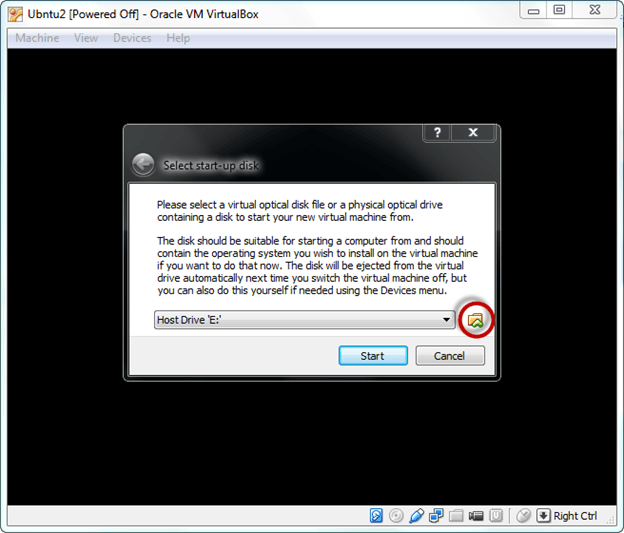 Ubntu2 [Powered Off] - Oracle VM VirtualBox
Machine View Devices Help
?
Select start-up disk
Please select a virtual optical disk file or a physical optical drive
containing a disk to start your new virtual machine from.
The disk should be suitable for starting a computer from and should
contain the operating system you wish to install on the virtual machine
if you want to do that now. The disk will be ejected from the virtual
drive automatically next time you switch the virtual machine off, but
you can also do this yourself if needed using the Devices menu.
Host Drive 'E:'
Start Cancel
Right Ctrl